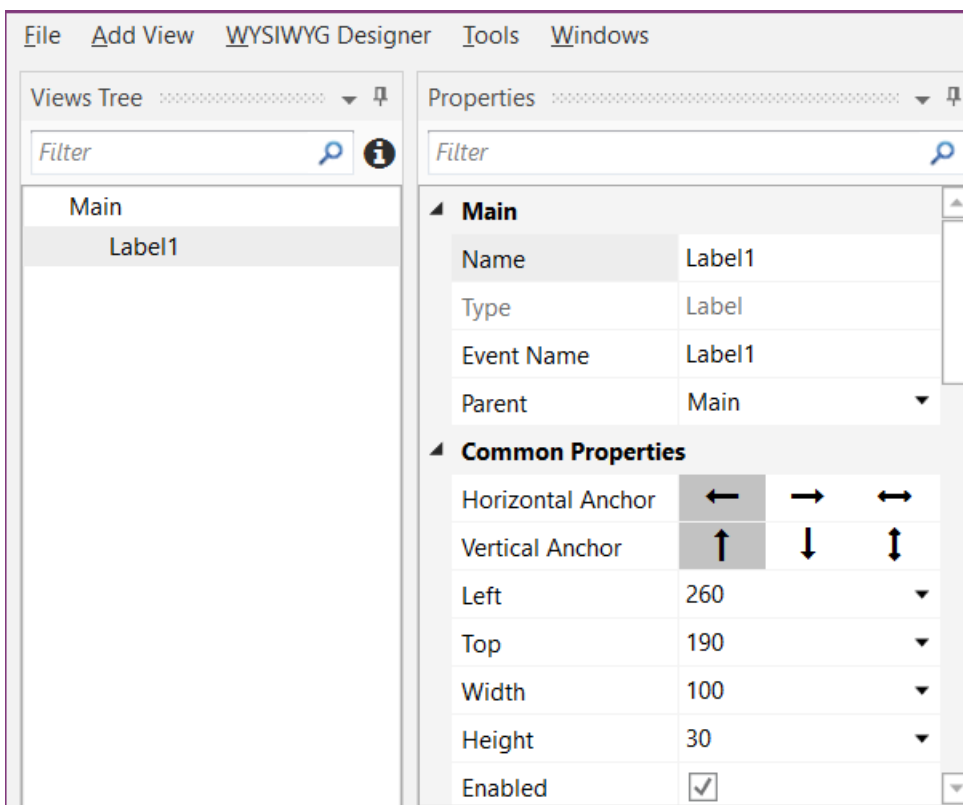 File Add View WYSIWYG Designer Tools Windows
Views Tree
Filter
Main
Label1
Properties
Filter
Main
Name Label1
Type Label
Event Name Label1
Parent Main
Common Properties
Horizontal Anchor
Vertical Anchor
Left 260
Top 190
Width 100
Height 30
Enabled